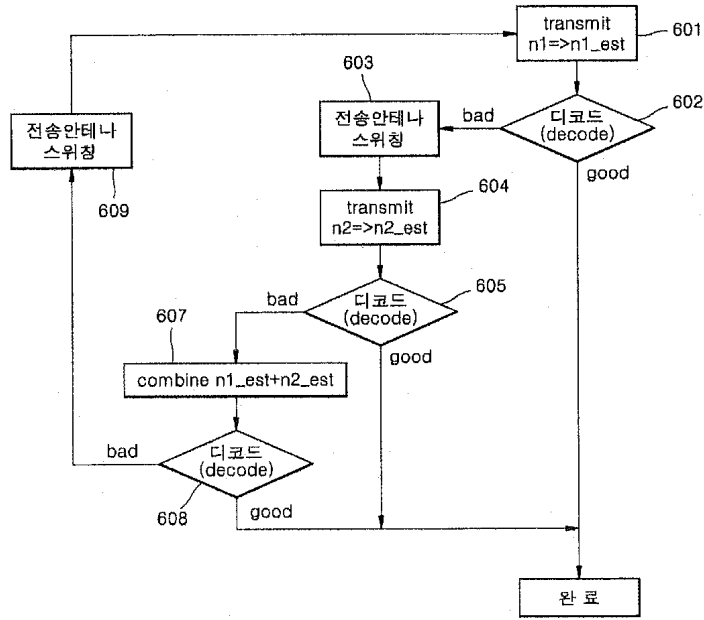 transmit
n1=>n1_est
601
602
디코드
(decode)
bad
good
603
전송안테나
스위칭
604
transmit
n2=>n2_est
605
디코드
(decode)
bad
good
607
combine n1_est+n2_est
디코드
(decode)
608
bad
good
전송안테나
스위칭
609
완 료